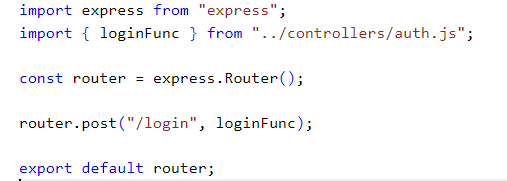 import express from "express";
import { loginFunc } from "../controllers/auth.js";
const router = express.Router();
router.post("/login", loginFunc);
export default router;